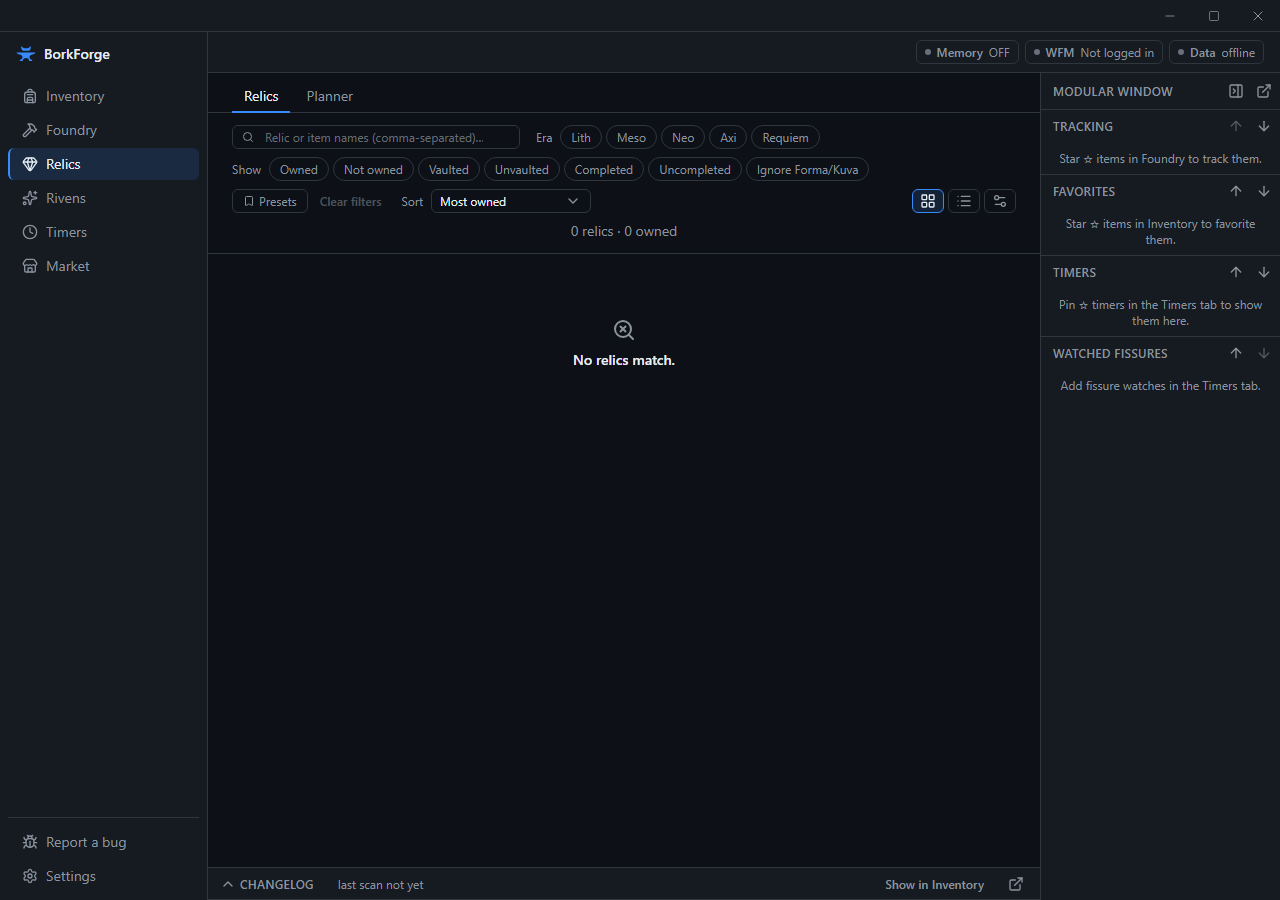 BorkForge
Memory OFF
WFM Not logged in
Data offline
Inventory
Foundry
Relics
Rivens
Timers
Market
Report a bug
Settings
Relics
Planner
Relic or item names (comma-separated)...
Era
Lith
Meso
Neo
Axi
Requiem
Show
Owned
Not owned
Vaulted
Unvaulted
Completed
Uncompleted
Ignore Forma/Kuva
Presets
Clear filters
Sort
Most owned
0 relics · 0 owned
No relics match.
CHANGELOG
last scan not yet
Show in Inventory
MODULAR WINDOW
TRACKING
Star ☆ items in Foundry to track them.
FAVORITES
Star ☆ items in Inventory to favorite
them.
TIMERS
Pin ☆ timers in the Timers tab to show
them here.
WATCHED FISSURES
Add fissure watches in the Timers tab.